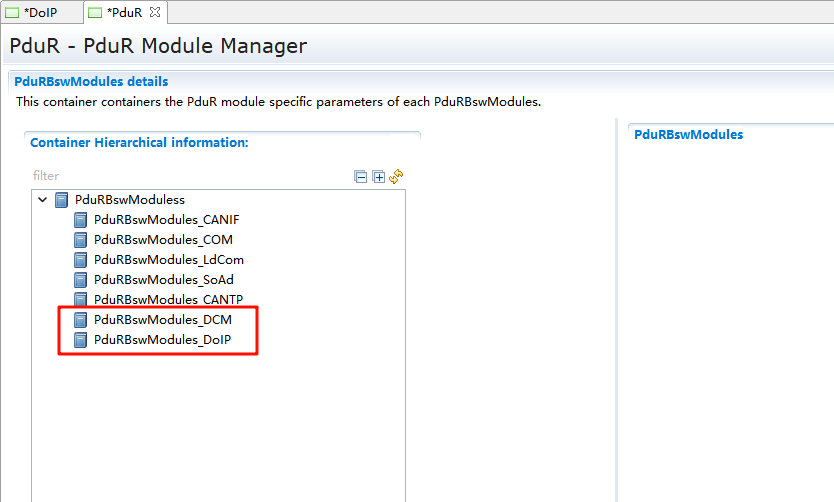 *DoIP
*PduR
PduR - PduR Module Manager
PduRBswModules details
This container containers the PduR module specific parameters of each PduRBswModules.
Container Hierarchical information:
PduRBswModules
filter
PduRBswModuless
PduRBswModules_CANIF
PduRBswModules_COM
PduRBswModules_LdCom
PduRBswModules_SoAd
PduRBswModules_CANTP
PduRBswModules_DCM
PduRBswModules_DoIP